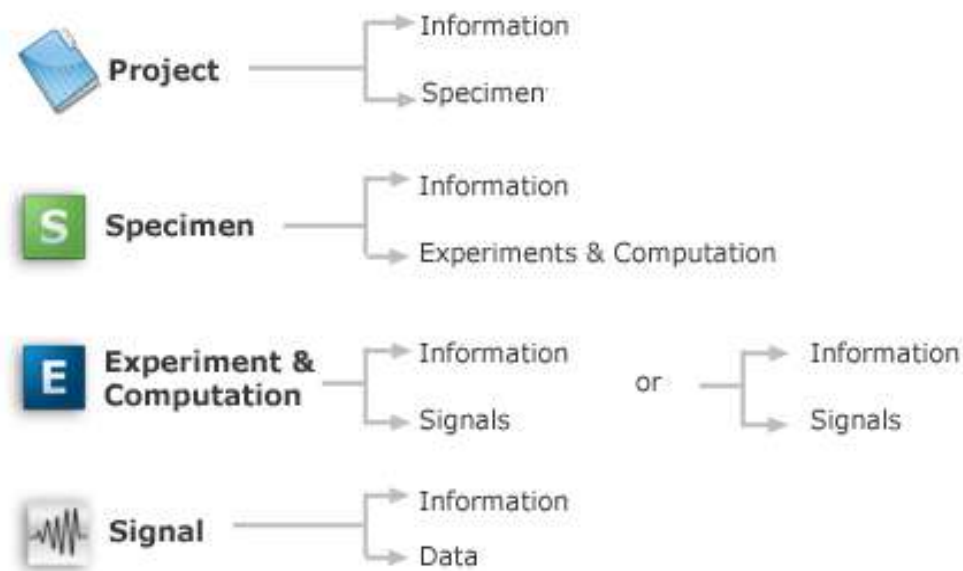 Information
Project
Specimen
Information
S
Specimen
Experiments & Computation
E
Experiment &
Computation
Information
Signals
or
Information
Signals
Information
Signal
Data